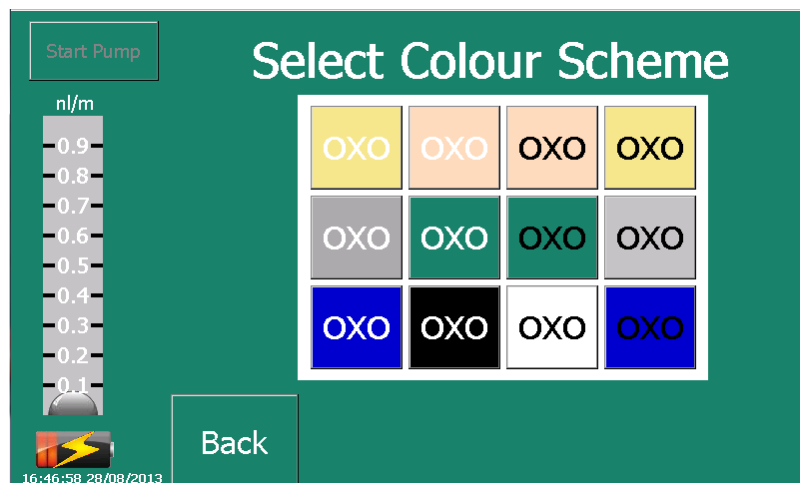 Start Pump
Select Colour Scheme
nl/m
0.9
0.8
0.7
0.6
0.5
0.4
0.3
0.2
0.1
OXO OXO OXO OXO
OXO OXO OXO OXO
OXO OXO OXO OXO
Back
16:46:58 28/08/2013